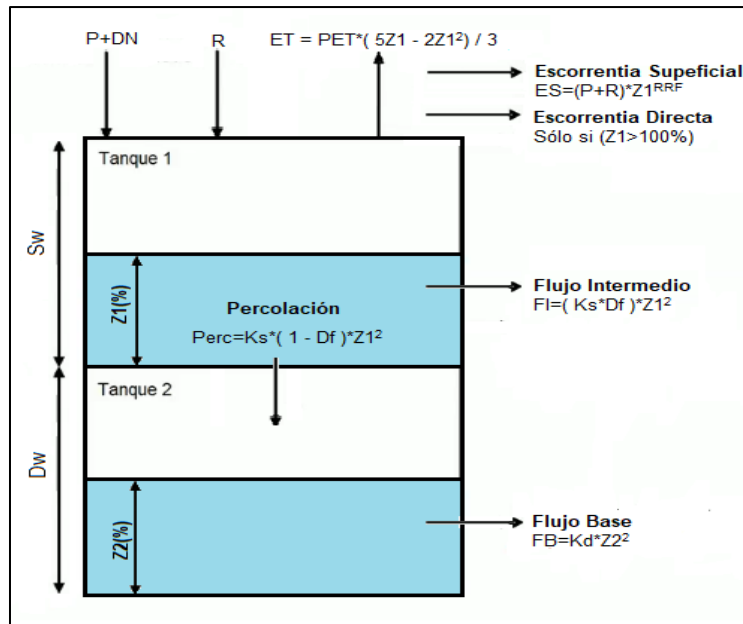 P+DN
R
ET = PET*( 5Z1 - 2Z1²) / 3
Escorrentia Supeficial
ES=(P+R)*Z1ᴿᴿᶠ
Escorrentia Directa
Sólo si (Z1>100%)
Tanque 1
Sw
Z1(%)
Percolación
Perc=Ks*( 1 - Df )*Z1²
Flujo Intermedio
FI=( Ks*Df )*Z1²
Tanque 2
Dw
Z2(%)
Flujo Base
FB=Kd*Z2²